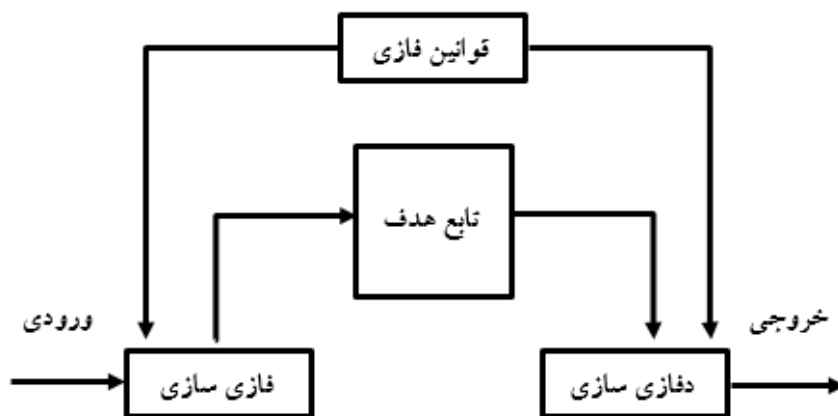 قوانین فازی
تابع هدف
خروجی
ورودی
دفازی سازی
فازی سازی